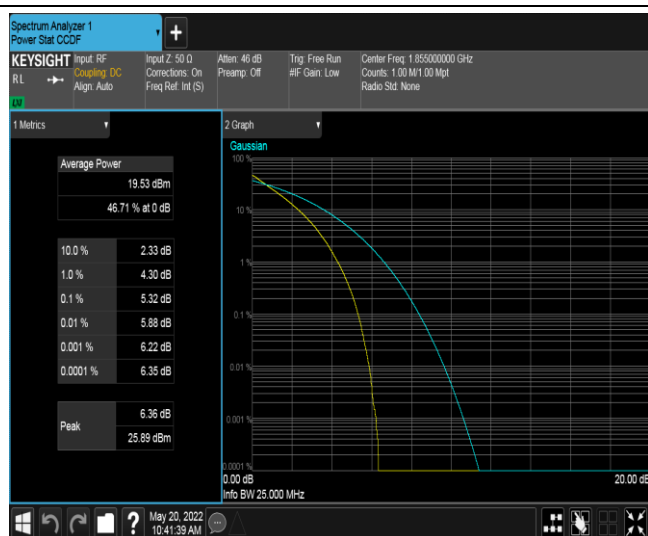 Spectrum Analyzer 1
Power Stat CCDF
KEYSIGHT
RL
LXI
Input: RF
Coupling: DC
Align: Auto
Input Z: 50 Ω
Corrections: On
Freq Ref: Int (S)
Atten: 46 dB
Preamp: Off
Trig: Free Run
#IF Gain: Low
Center Freq: 1.855000000 GHz
Counts: 1.00 M/1.00 Mpt
Radio Std: None
1 Metrics
Average Power
19.53 dBm
46.71 % at 0 dB
10.0 % 2.33 dB
1.0 % 4.30 dB
0.1 % 5.32 dB
0.01 % 5.88 dB
0.001 % 6.22 dB
0.0001 % 6.35 dB
Peak
6.36 dB
25.89 dBm
2 Graph
Gaussian
100 %
10 %
1 %
0.1 %
0.01 %
0.001 %
0.0001 %
0.00 dB 20.00 dB
Info BW 25.000 MHz
May 20, 2022
10:41:39 AM